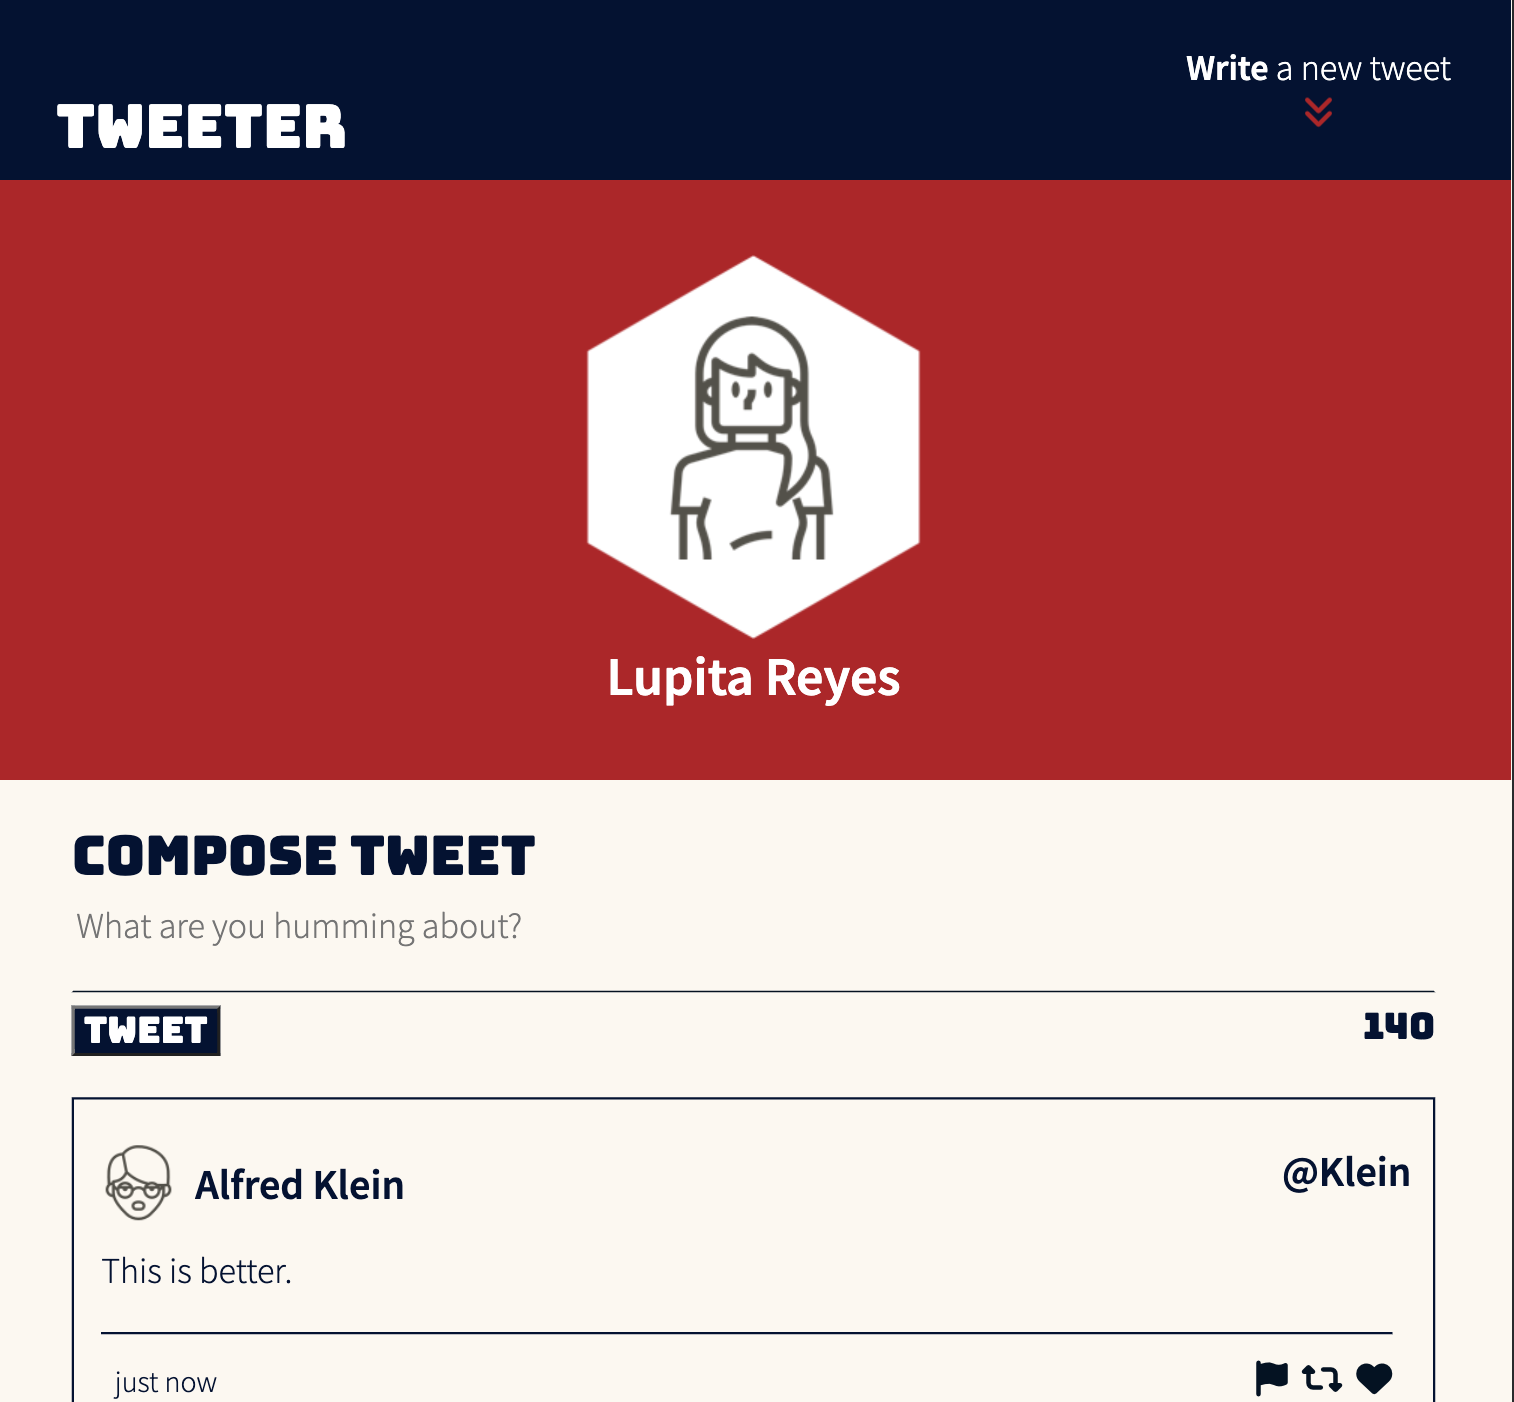 Write a new tweet
TWEETER
Lupita Reyes
COMPOSE TWEET
What are you humming about?
TWEET
140
Alfred Klein
@Klein
This is better.
just now